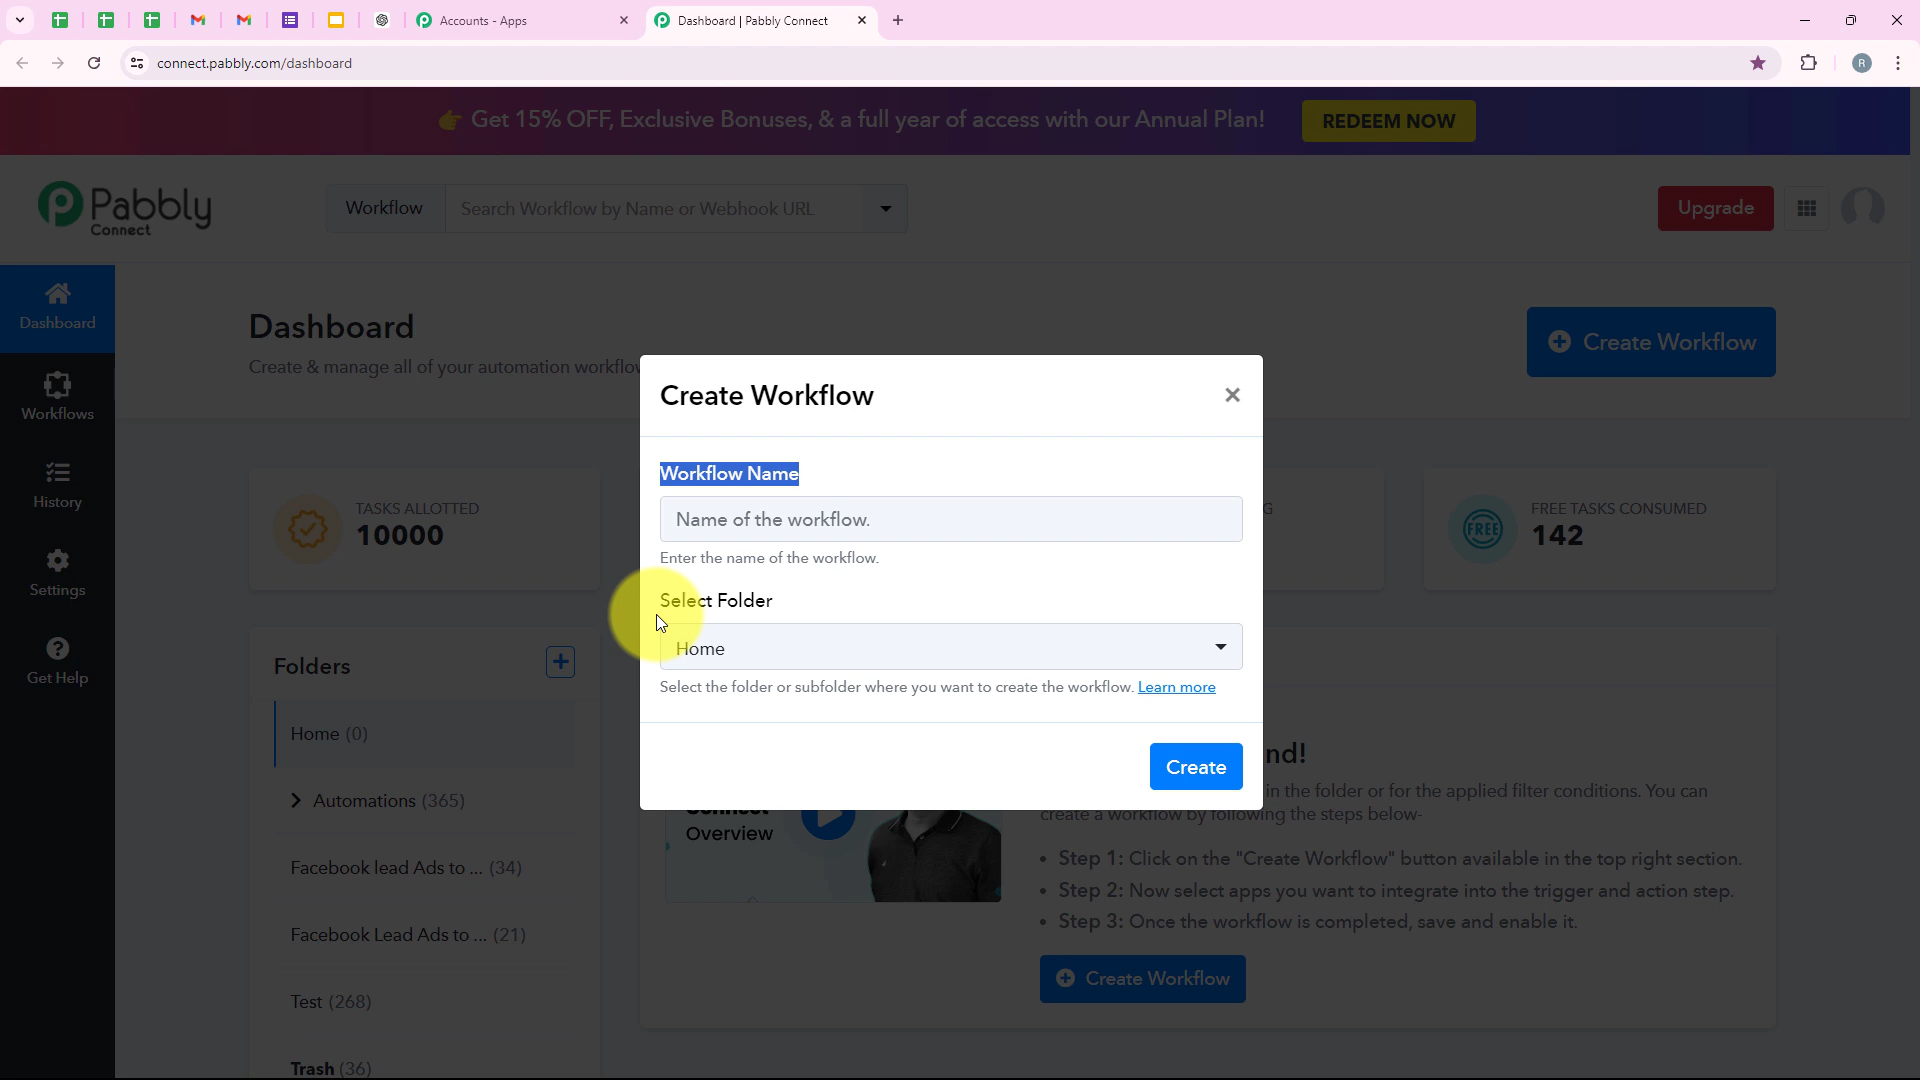 Accounts - Apps
Dashboard | Pabbly Connect
connect.pabbly.com/dashboard
R
Get 15% OFF, Exclusive Bonuses, & a full year of access with our Annual Plan!
REDEEM NOW
Pabbly
Connect
Workflow
Search Workflow by Name or Webhook URL
Upgrade
Dashboard
Workflows
History
Settings
Get Help
Dashboard
Create & manage all of your automation workflow
Create Workflow
TASKS ALLOTTED
10000
G
FREE
FREE TASKS CONSUMED
142
Folders
Home (0)
Automations (365)
Facebook lead Ads to ... (34)
Facebook Lead Ads to ... (21)
Test (268)
Trash (36)
Create Workflow
Workflow Name
Name of the workflow.
Enter the name of the workflow.
Select Folder
Home
Select the folder or subfolder where you want to create the workflow. Learn more
Create
Connect
Overview
nd!
in the folder or for the applied filter conditions. You can
create a workflow by following the steps below-
• Step 1: Click on the "Create Workflow" button available in the top right section.
• Step 2: Now select apps you want to integrate into the trigger and action step.
• Step 3: Once the workflow is completed, save and enable it.
Create Workflow